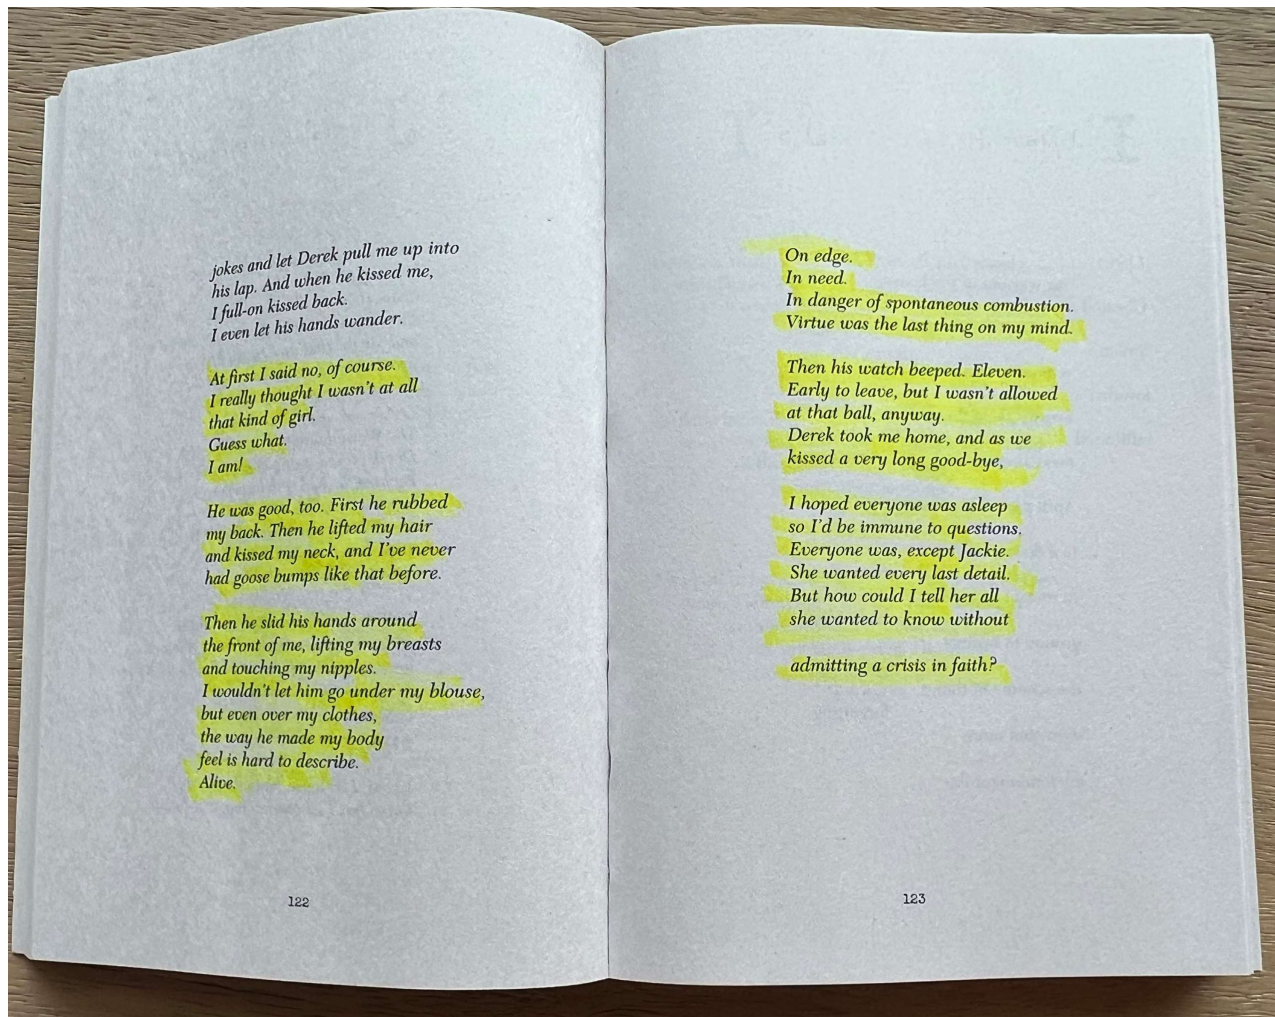 jokes and let Derek pull me up into
his lap. And when he kissed me,
I full-on kissed back.
I even let his hands wander.
At first I said no, of course.
I really thought I wasn't at all
that kind of girl.
Guess what.
I am!
He was good, too. First he rubbed
my back. Then he lifted my hair
and kissed my neck, and I've never
had goose bumps like that before.
Then he slid his hands around
the front of me, lifting my breasts
and touching my nipples.
I wouldn't let him go under my blouse,
but even over my clothes,
the way he made my body
feel is hard to describe.
Alive.
122
On edge.
In need.
In danger of spontaneous combustion.
Virtue was the last thing on my mind.
Then his watch beeped. Eleven.
Early to leave, but I wasn't allowed
at that ball, anyway.
Derek took me home, and as we
kissed a very long good-bye,
I hoped everyone was asleep
so I'd be immune to questions.
Everyone was, except Jackie.
She wanted every last detail.
But how could I tell her all
she wanted to know without
admitting a crisis in faith?
123